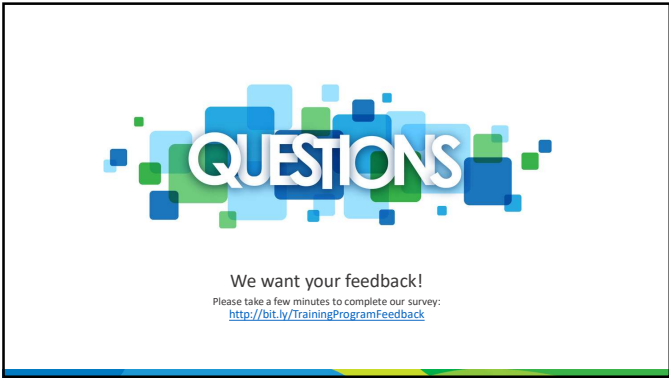 QUESTIONS
We want your feedback!
Please take a few minutes to complete our survey:
http://bit.ly/TrainingProgramFeedback